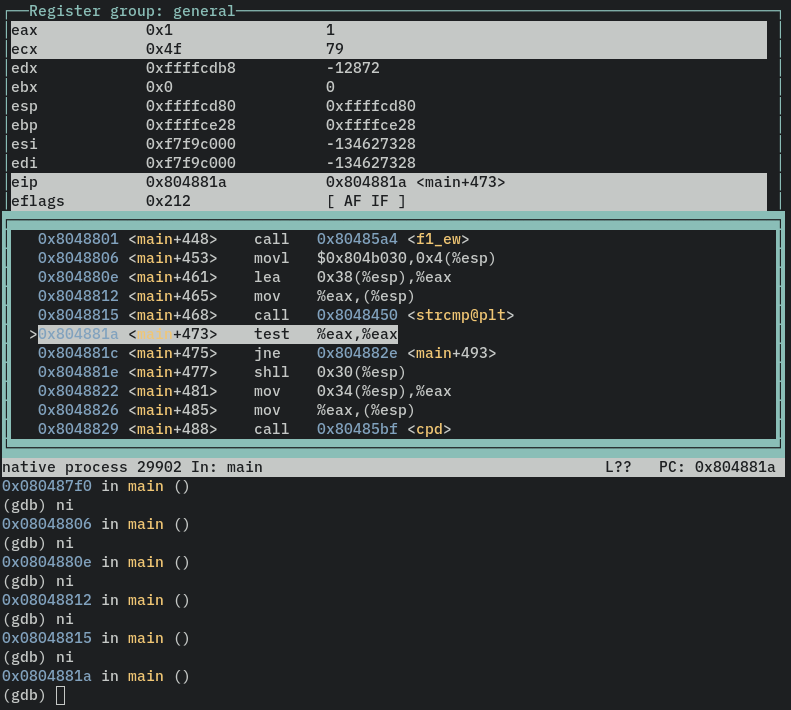 Register group: general
eax 0x1 1
ecx 0x4f 79
edx 0xffffcdb8 -12872
ebx 0x0 0
esp 0xffffcd80 0xffffcd80
ebp 0xffffce28 0xffffce28
esi 0xf7f9c000 -134627328
edi 0xf7f9c000 -134627328
eip 0x804881a 0x804881a <main+473>
eflags 0x212 [ AF IF ]
0x8048801 <main+448> call 0x80485a4 <f1_ew>
0x8048806 <main+453> movl $0x804b030,0x4(%esp)
0x804880e <main+461> lea 0x38(%esp),%eax
0x8048812 <main+465> mov %eax,(%esp)
0x8048815 <main+468> call 0x8048450 <strcmp@plt>
>0x804881a <main+473> test %eax,%eax
0x804881c <main+475> jne 0x804882e <main+493>
0x804881e <main+477> shll 0x30(%esp)
0x8048822 <main+481> mov 0x34(%esp),%eax
0x8048826 <main+485> mov %eax,(%esp)
0x8048829 <main+488> call 0x80485bf <cpd>
native process 29902 In: main L?? PC: 0x804881a
0x080487f0 in main ()
(gdb) ni
0x08048806 in main ()
(gdb) ni
0x0804880e in main ()
(gdb) ni
0x08048812 in main ()
(gdb) ni
0x08048815 in main ()
(gdb) ni
0x0804881a in main ()
(gdb)